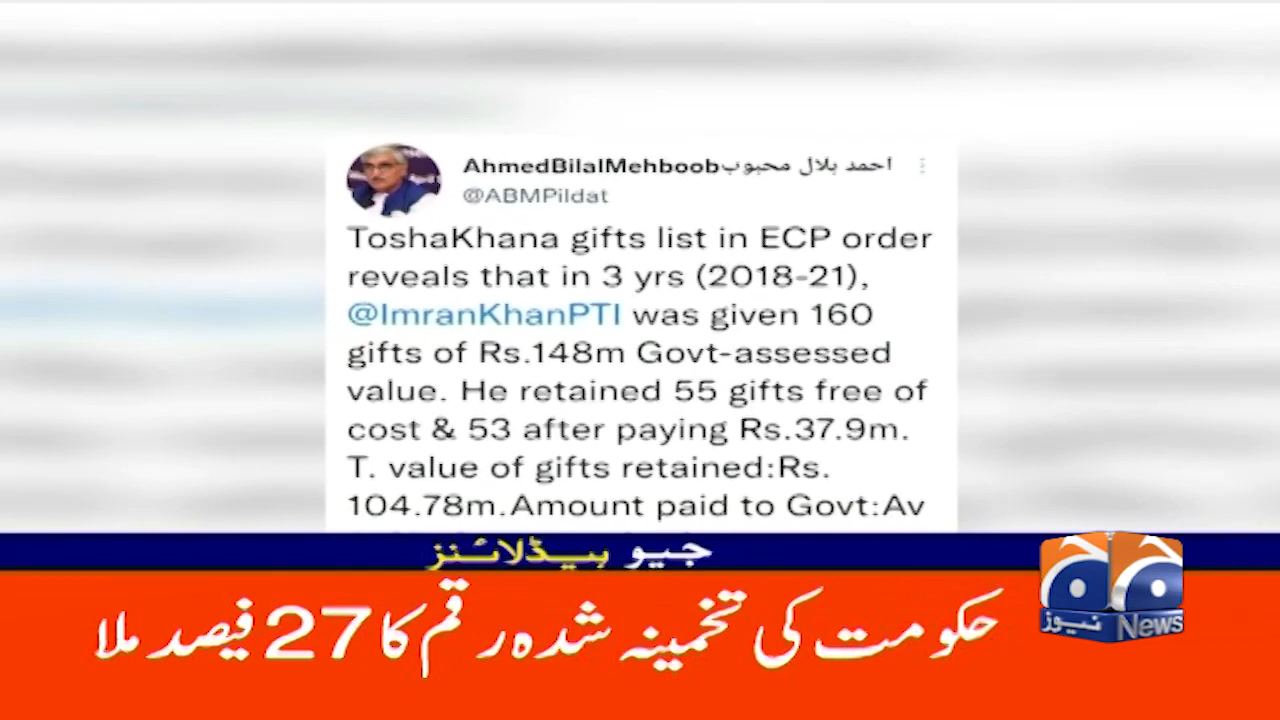 AhmedBilalMehboobاحمد بلال محبوب
@ABMPildat
ToshaKhana gifts list in ECP order
reveals that in 3 yrs (2018-21),
@ImranKhanPTI was given 160
gifts of Rs.148m Govt-assessed
value. He retained 55 gifts free of
cost & 53 after paying Rs.37.9m.
T. value of gifts retained:Rs.
104.78m.Amount paid to Govt:Av
جیو ہیڈلائنز
حکومت کی تخمینہ شدہ رقم کا 27 فیصد ملا
نیوز News